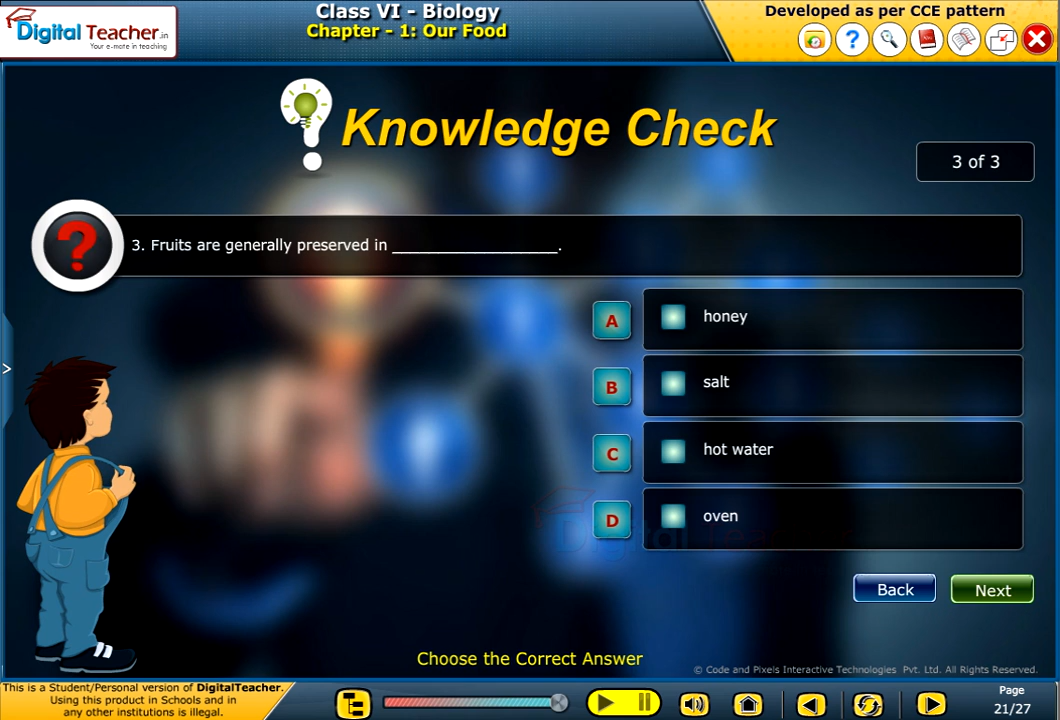 Digital Teacher.in
Your e-mate in teaching
Class VI - Biology
Chapter - 1: Our Food
Developed as per CCE pattern
Knowledge Check
3 of 3
3. Fruits are generally preserved in ___________________.
A honey
B salt
C hot water
D oven
Digital Tea
Back Next
Choose the Correct Answer
© Code and Pixels Interactive Technologies Pvt. Ltd. All Rights Reserved.
This is a Student/Personal version of DigitalTeacher.
Using this product in Schools and in
any other institutions is illegal.
Page
21/27